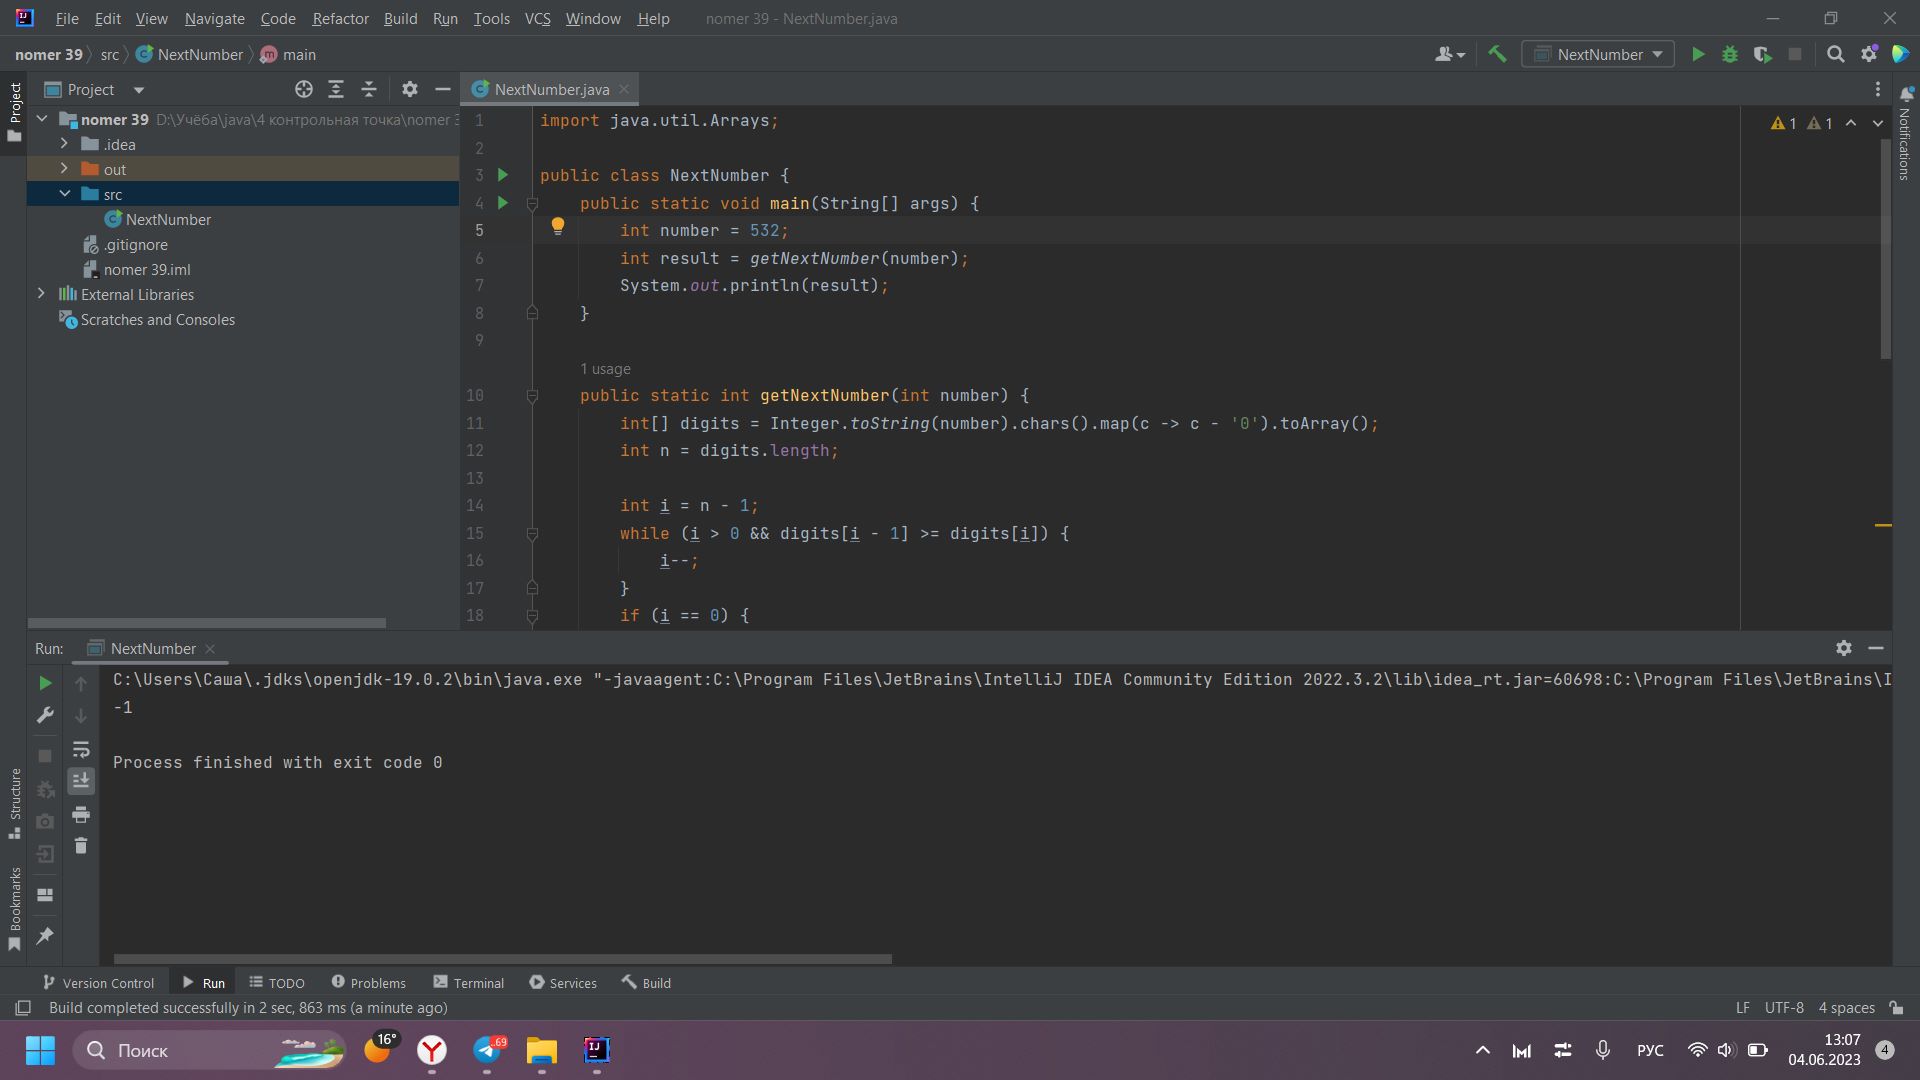 File Edit View Navigate Code Refactor Build Run Tools VCS Window Help nomer 39 - NextNumber.java
nomer 39 src NextNumber main NextNumber
Project
NextNumber.java
nomer 39 D:\Учёба\java\4 контрольная точка\nomer 3
.idea
out
src
NextNumber
.gitignore
nomer 39.iml
External Libraries
Scratches and Consoles
Project
Structure
Bookmarks
Notifications
1 1
1 import java.util.Arrays;
2
3 public class NextNumber {
4 public static void main(String[] args) {
5 int number = 532;
6 int result = getNextNumber(number);
7 System.out.println(result);
8 }
9
1 usage
10 public static int getNextNumber(int number) {
11 int[] digits = Integer.toString(number).chars().map(c -> c - '0').toArray();
12 int n = digits.length;
13
14 int i = n - 1;
15 while (i > 0 && digits[i - 1] >= digits[i]) {
16 i--;
17 }
18 if (i == 0) {
Run: NextNumber
C:\Users\Саша\.jdks\openjdk-19.0.2\bin\java.exe "-javaagent:C:\Program Files\JetBrains\IntelliJ IDEA Community Edition 2022.3.2\lib\idea_rt.jar=60698:C:\Program Files\JetBrains\I
-1
Process finished with exit code 0
Version Control Run TODO Problems Terminal Services Build
Build completed successfully in 2 sec, 863 ms (a minute ago) LF UTF-8 4 spaces
Поиск 16° ..69 РУС 13:07
04.06.2023 4